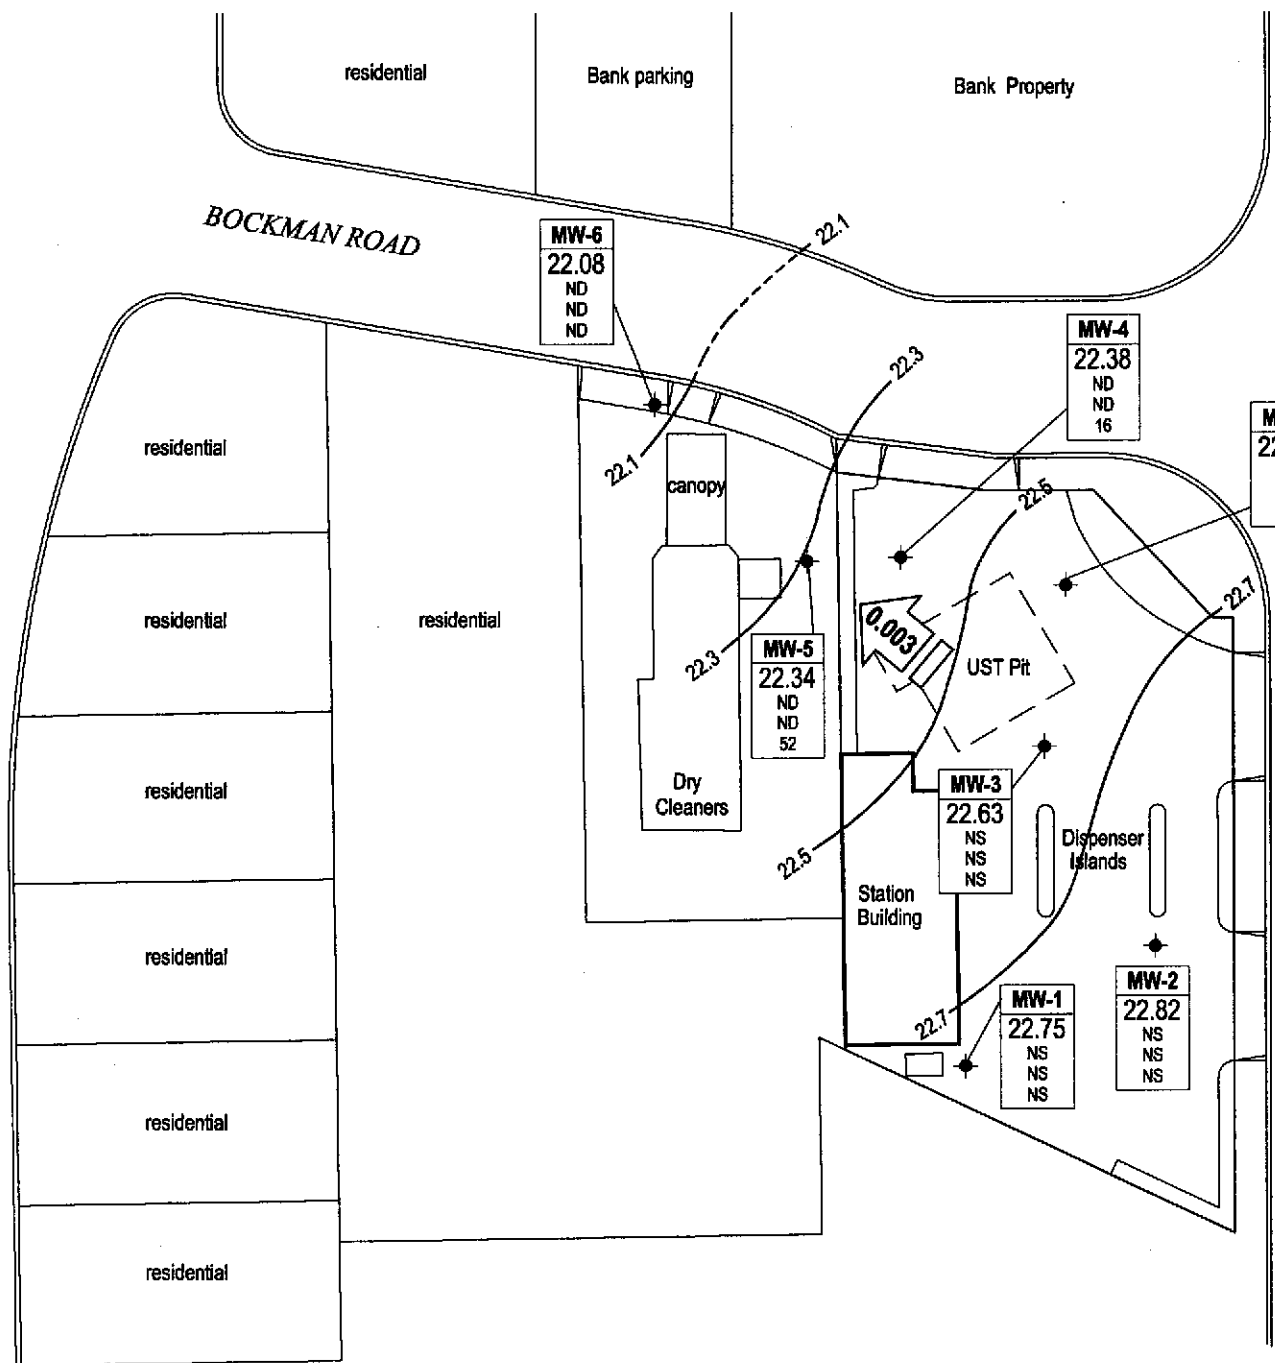 residential
Bank parking
Bank Property
BOCKMAN ROAD
22.1
MW-6
22.08
ND
ND
ND
MW-4
22.38
ND
ND
16
22.3
residential
22.1
canopy
22.5
22.7
residential
residential
0.003
UST Pit
22.3
MW-5
22.34
ND
ND
52
residential
Dry
Cleaners
MW-3
22.63
NS
NS
NS
Dispenser
Islands
22.5
Station
Building
residential
22.7
MW-1
22.75
NS
NS
NS
MW-2
22.82
NS
NS
NS
residential
residential